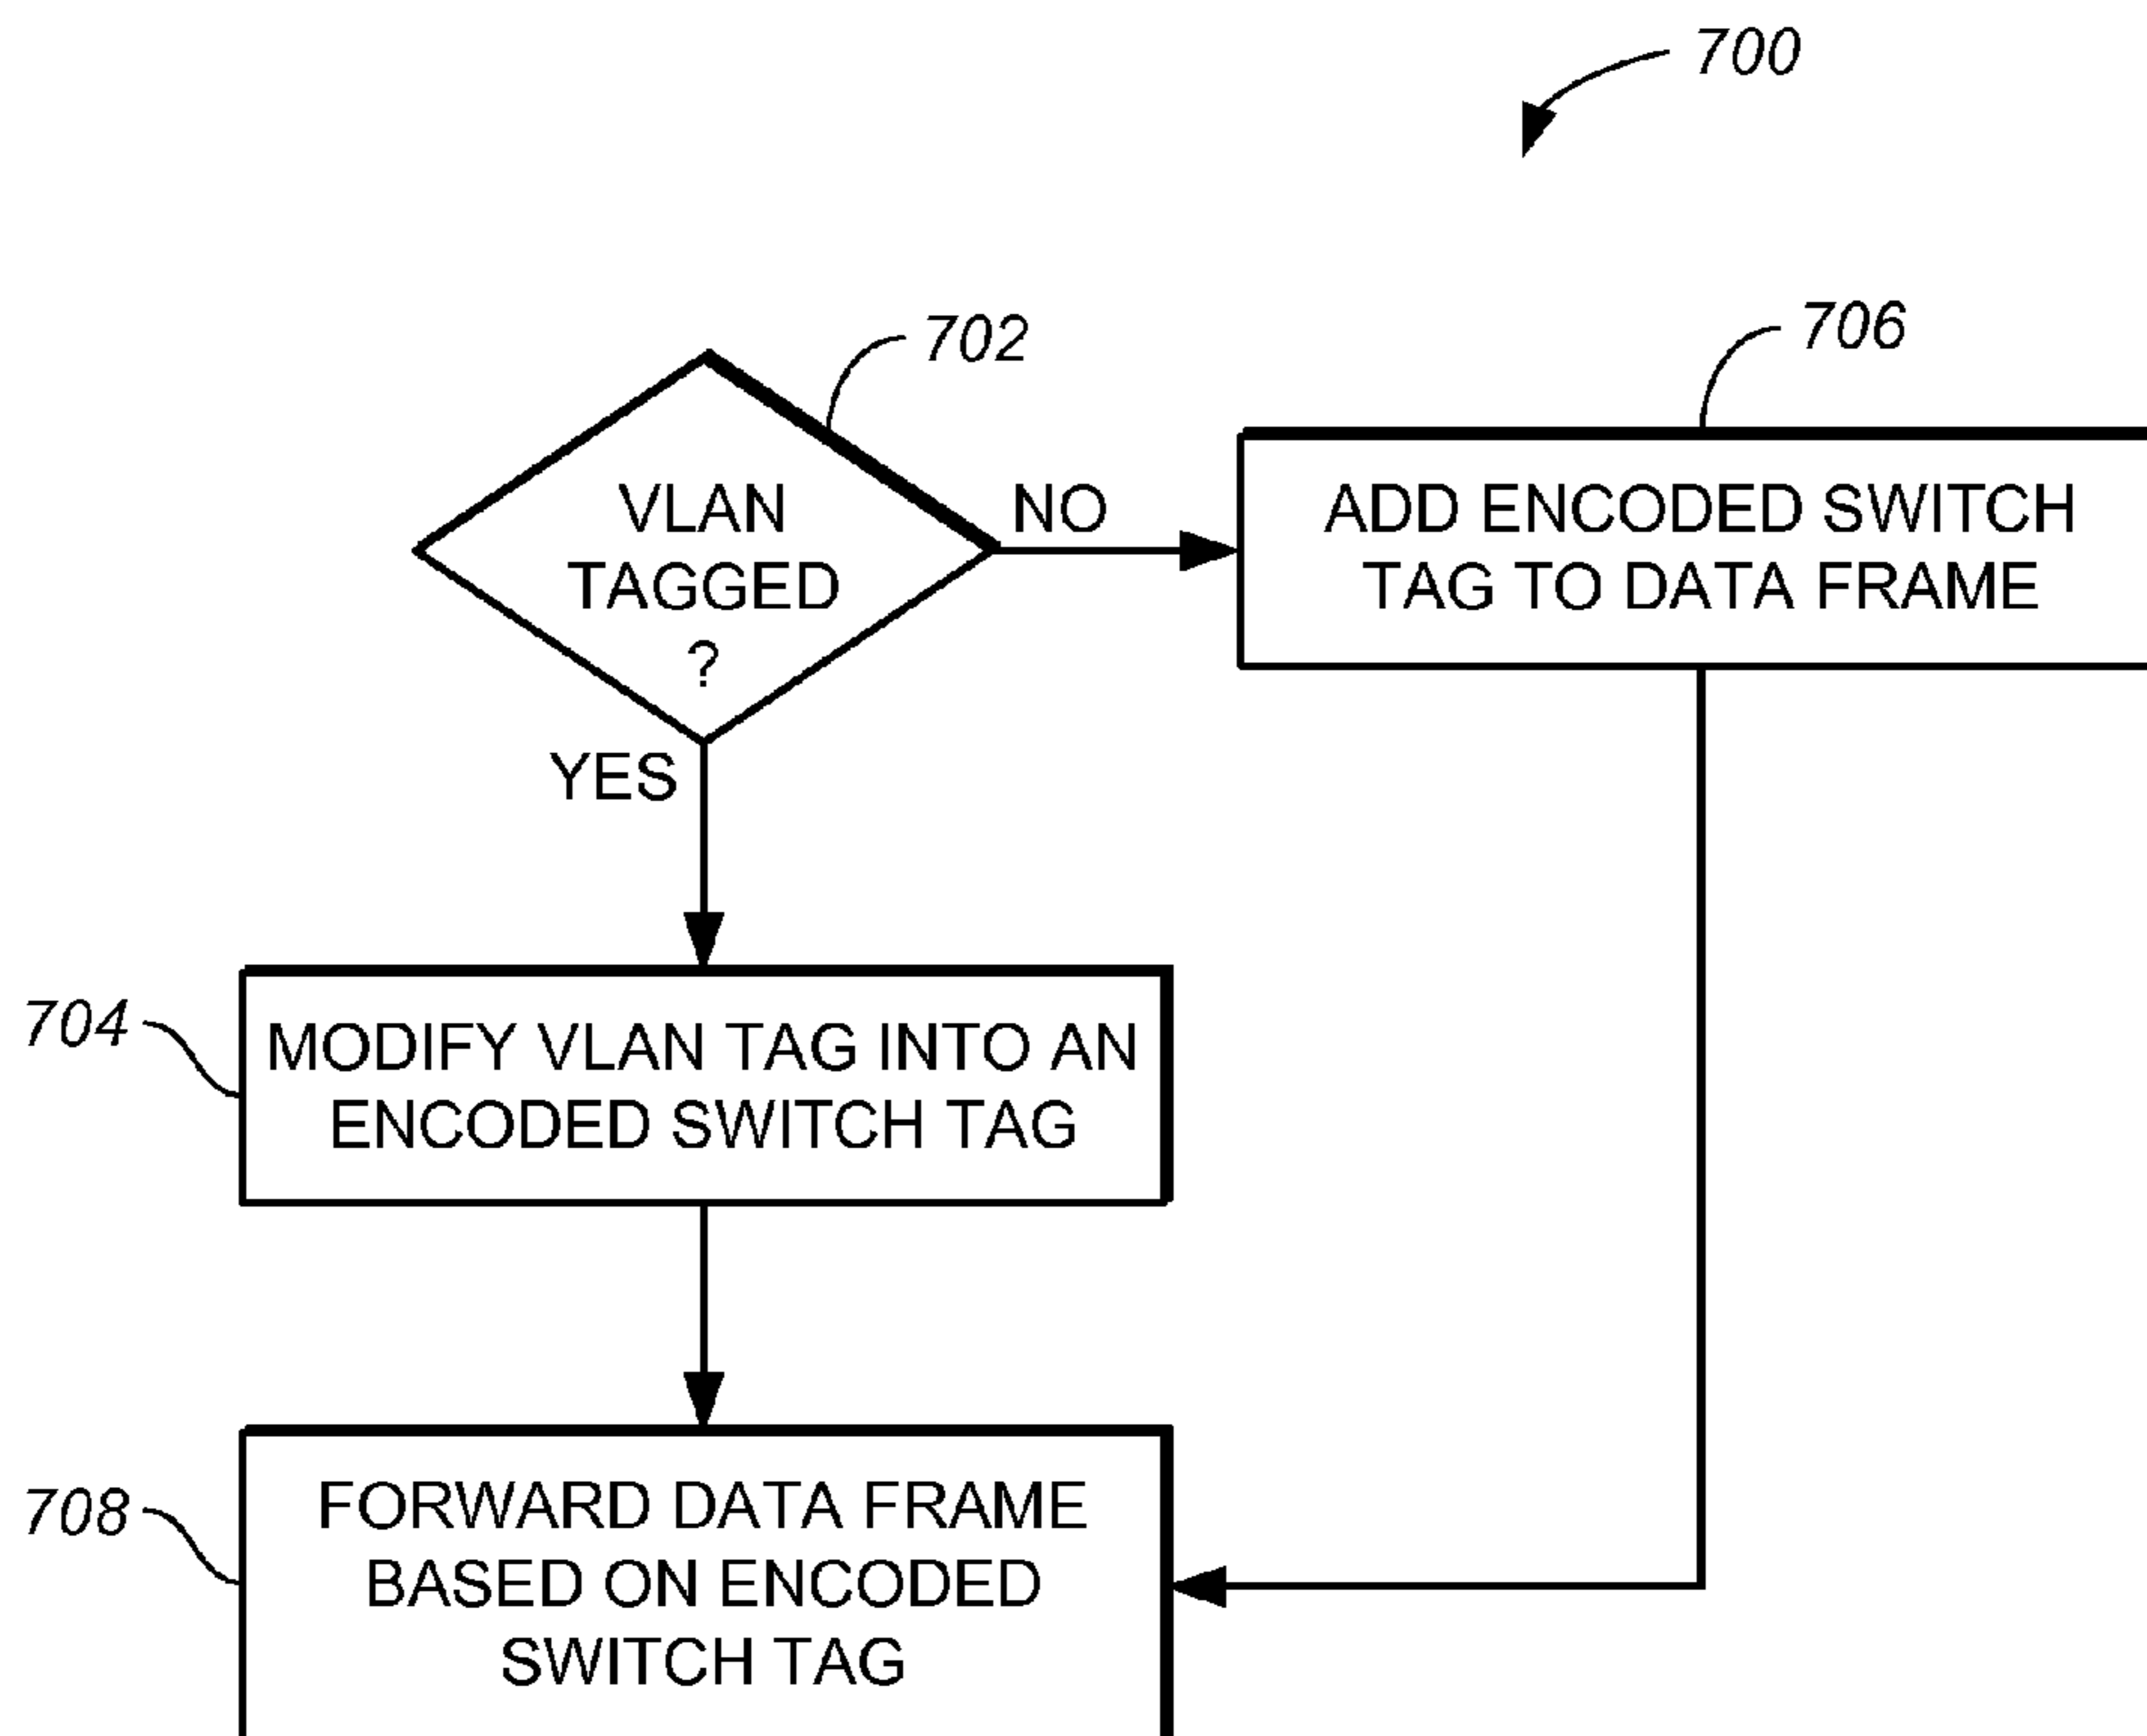 700
702
706
VLAN
TAGGED
?
NO
ADD ENCODED SWITCH
TAG TO DATA FRAME
YES
704
MODIFY VLAN TAG INTO AN
ENCODED SWITCH TAG
708
FORWARD DATA FRAME
BASED ON ENCODED
SWITCH TAG